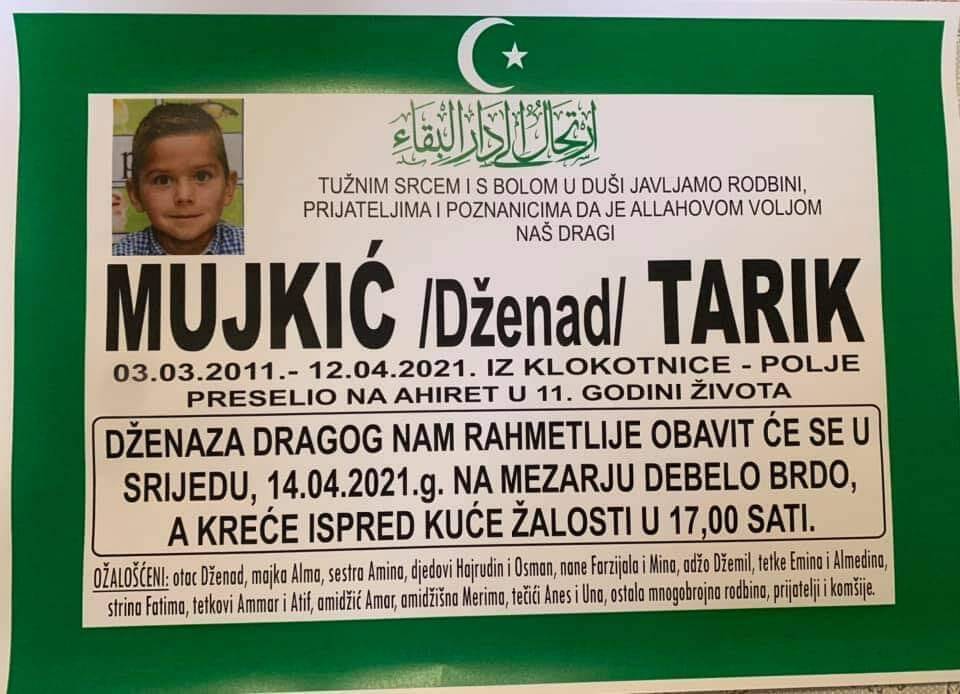 إرتحال إلى دار البقاء
TUŽNIM SRCEM I S BOLOM U DUŠI JAVLJAMO RODBINI,
PRIJATELJIMA I POZNANICIMA DA JE ALLAHOVOM VOLJOM
NAŠ DRAGI
MUJKIĆ /Dženad/ TARIK
03.03.2011.- 12.04.2021. IZ KLOKOTNICE - POLJE
PRESELIO NA AHIRET U 11. GODINI ŽIVOTA
DŽENAZA DRAGOG NAM RAHMETLIJE OBAVIT ĆE SE U
SRIJEDU, 14.04.2021.g. NA MEZARJU DEBELO BRDO,
A KREĆE ISPRED KUĆE ŽALOSTI U 17,00 SATI.
OŽALOŠĆENI: otac Dženad, majka Alma, sestra Amina, djedovi Hajrudin i Osman, nane Farzijala i Mina, adžo Džemil, tetke Emina i Almedina,
strina Fatima, tetkovi Ammar i Atif, amidžić Amar, amidžišna Merima, tečići Anes i Una, ostala mnogobrojna rodbina, prijatelji i komšije.